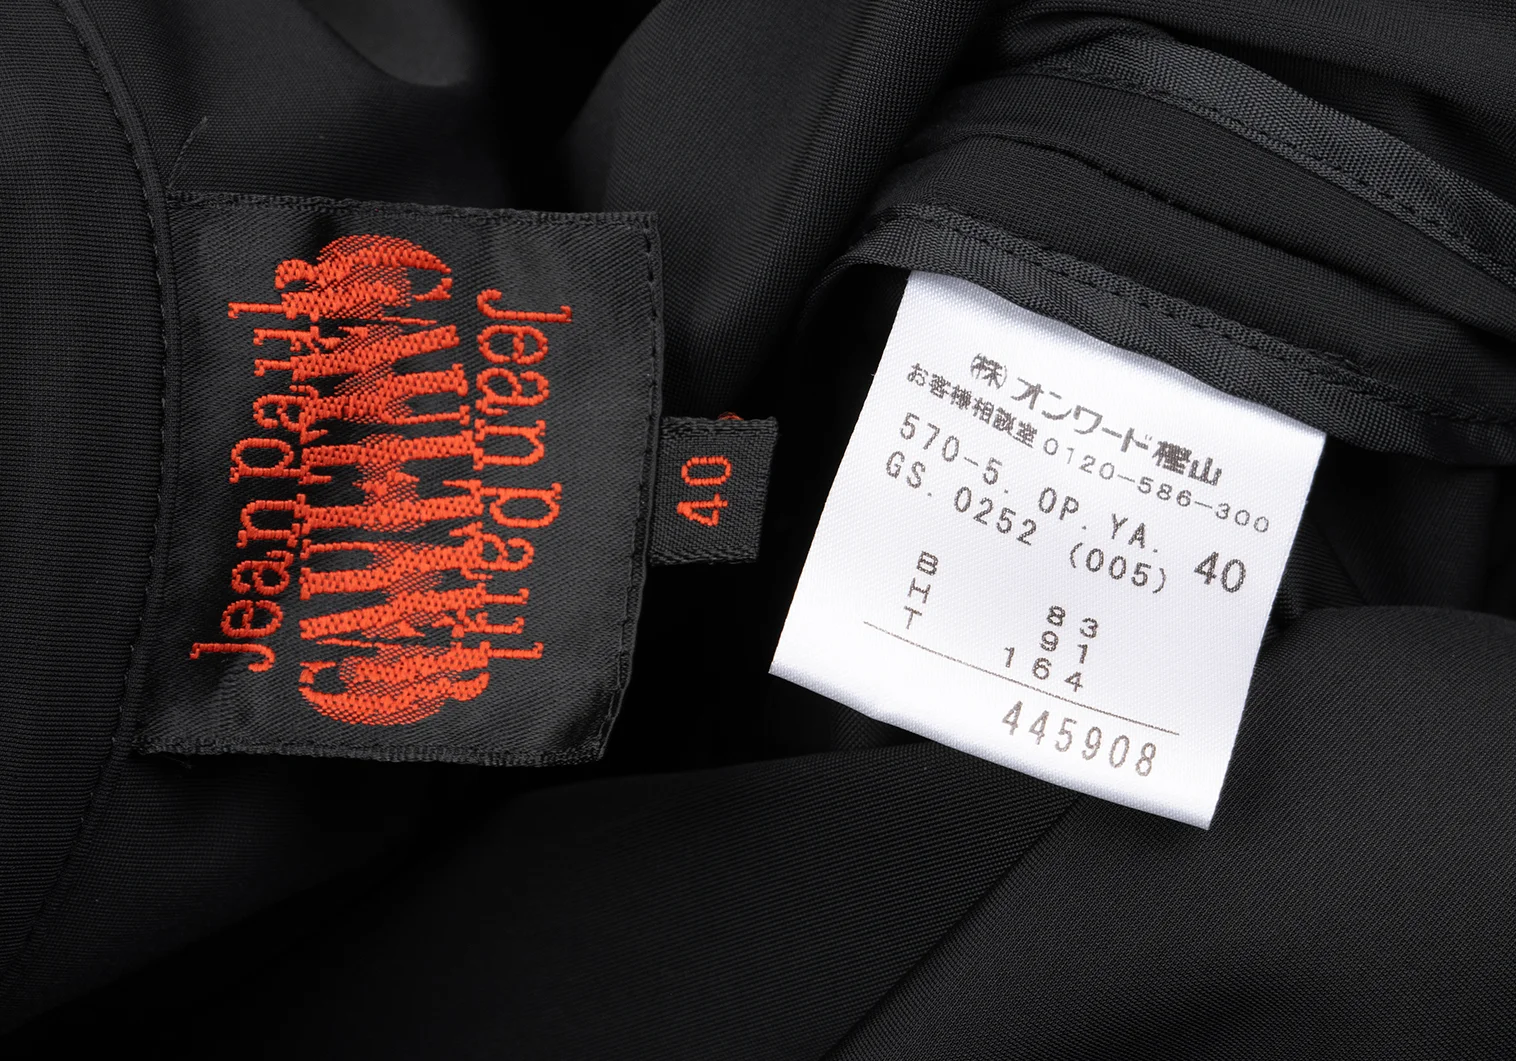 Jean paul
GAULTIER
Jean paul
GAULTIER
40
(株)オンワード樫山
お客様相談室 0120-586-300
570-5. OP. YA. 40
GS. 0252 (005)
B 83
H 91
T 164
445908